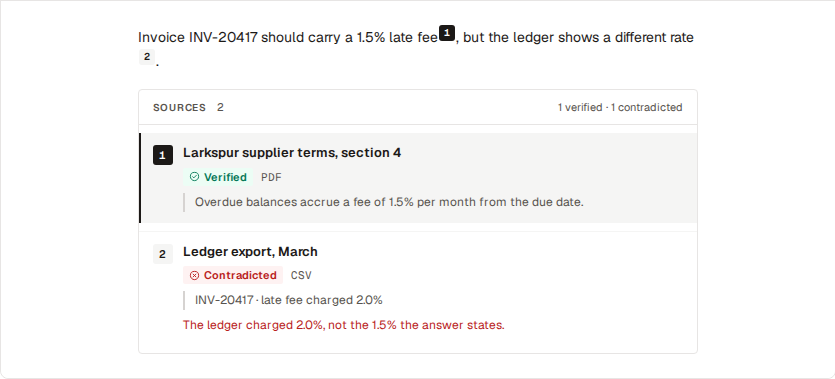 Invoice INV-20417 should carry a 1.5% late fee 1, but the ledger shows a different rate
2.
SOURCES 2 1 verified · 1 contradicted
1 Larkspur supplier terms, section 4
Verified PDF
Overdue balances accrue a fee of 1.5% per month from the due date.
2 Ledger export, March
Contradicted CSV
INV-20417 · late fee charged 2.0%
The ledger charged 2.0%, not the 1.5% the answer states.